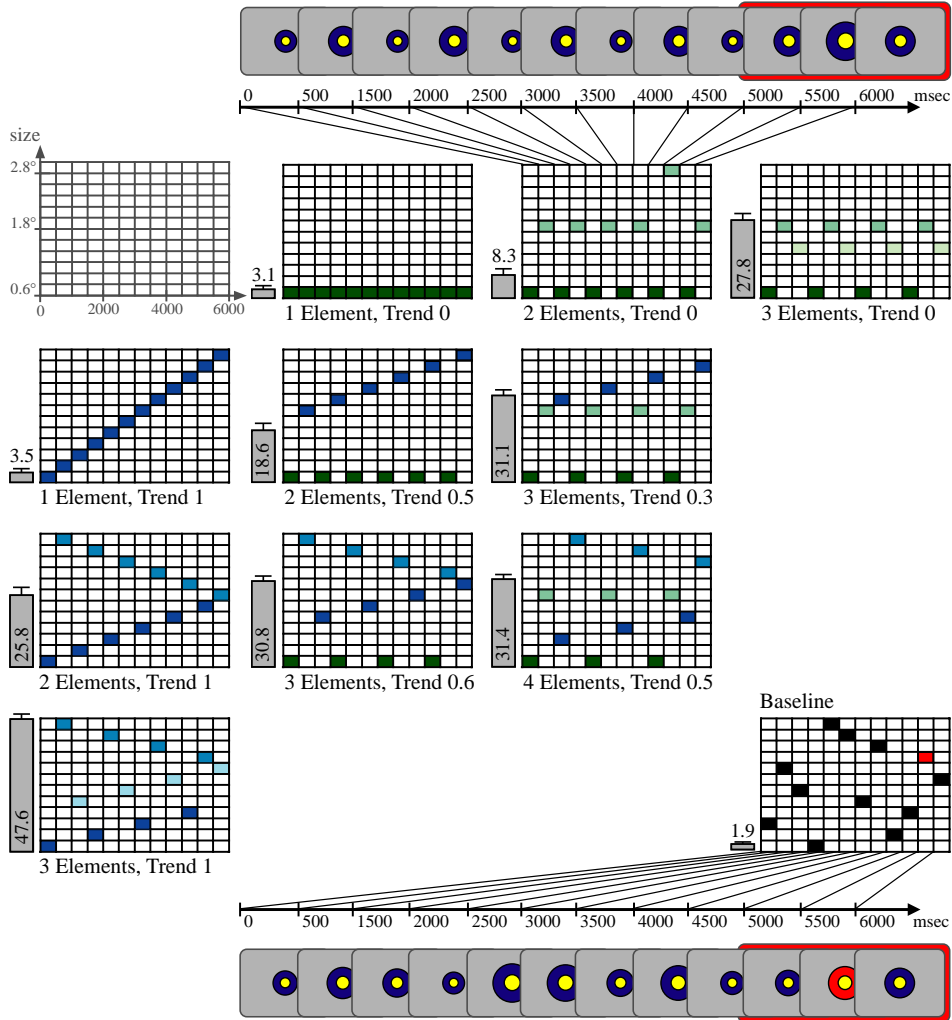 0 500 1500 2000 2500 3000 3500 4000 4500 5000 5500 6000 msec
size
2.8°
1.8°
0.6°
0 2000 4000 6000
3.1
1 Element, Trend 0
8.3
2 Elements, Trend 0
27.8
3 Elements, Trend 0
3.5
1 Element, Trend 1
18.6
2 Elements, Trend 0.5
31.1
3 Elements, Trend 0.3
25.8
2 Elements, Trend 1
30.8
3 Elements, Trend 0.6
31.4
4 Elements, Trend 0.5
47.6
3 Elements, Trend 1
Baseline
1.9
0 500 1500 2000 2500 3000 3500 4000 4500 5000 5500 6000 msec